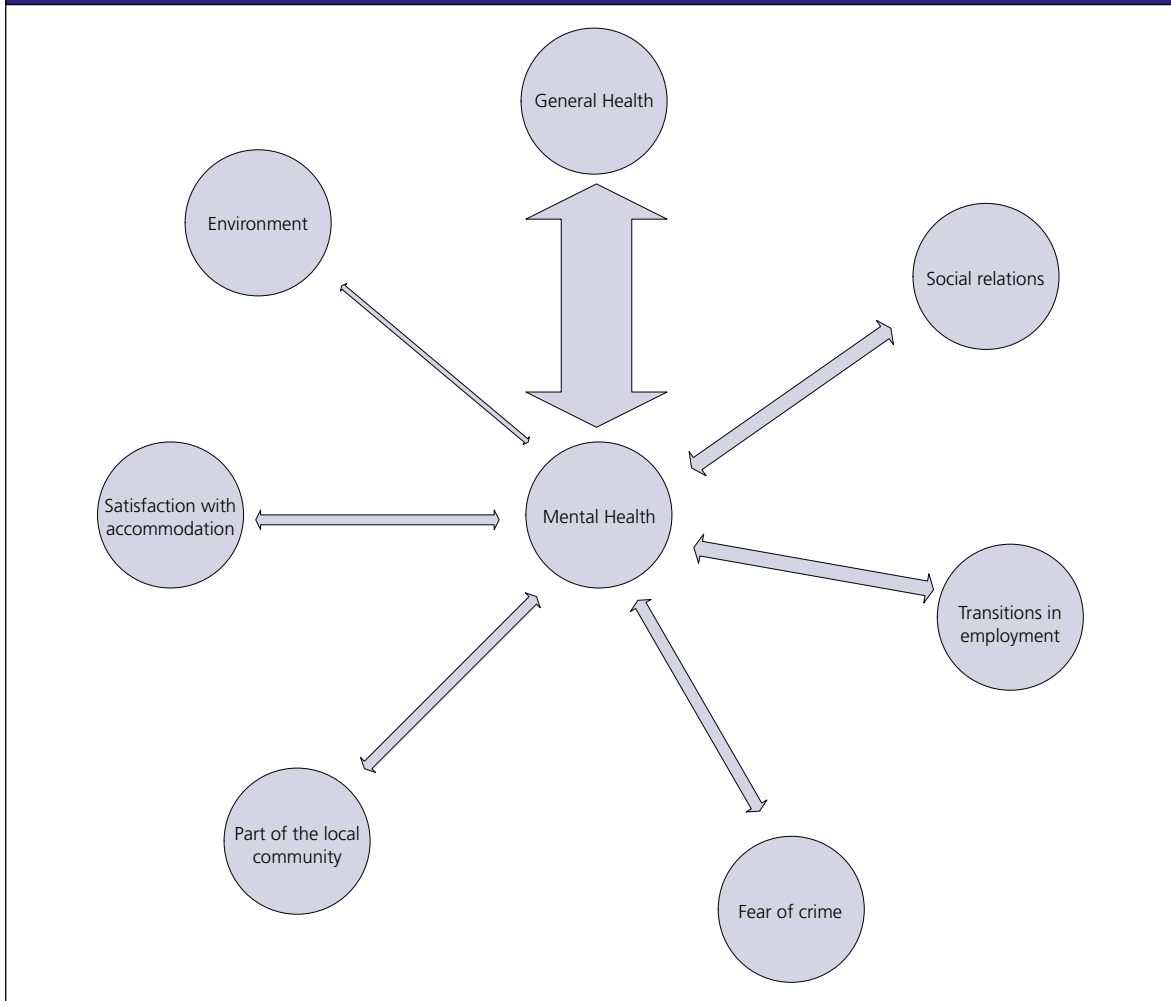 General Health
Environment
Social relations
Satisfaction with
accommodation
Mental Health
Transitions in
employment
Part of the local
community
Fear of crime